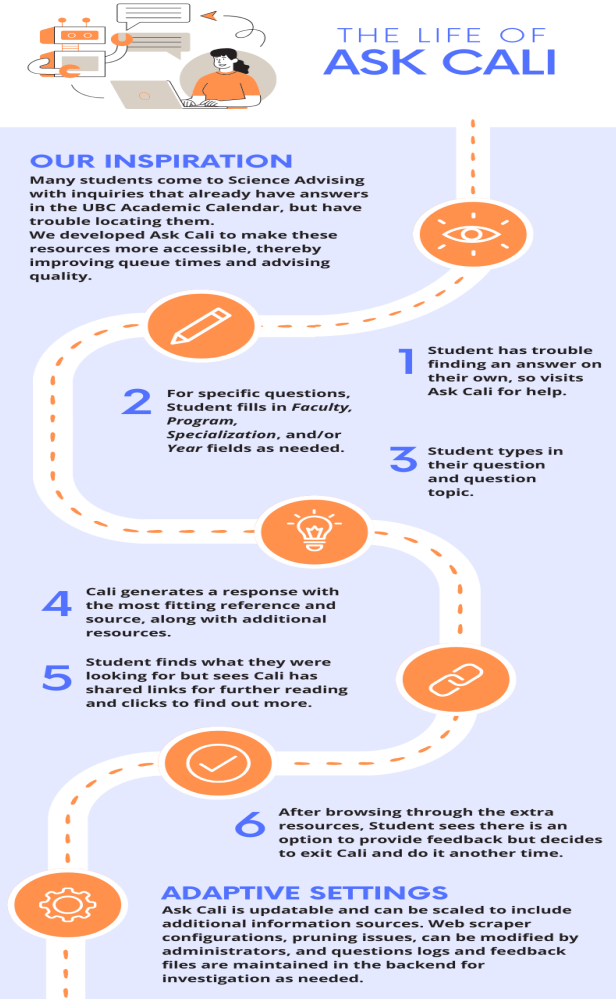 THE LIFE OF
ASK CALI
OUR INSPIRATION
Many students come to Science Advising
with inquiries that already have answers
in the UBC Academic Calendar, but have
trouble locating them.
We developed Ask Cali to make these
resources more accessible, thereby
improving queue times and advising
quality.
1
Student has trouble
finding an answer on
their own, so visits
Ask Cali for help.
2
For specific questions,
Student fills in Faculty,
Program,
Specialization, and/or
Year fields as needed.
3
Student types in
their question
and question
topic.
4
Cali generates a response with
the most fitting reference and
source, along with additional
resources.
5
Student finds what they were
looking for but sees Cali has
shared links for further reading
and clicks to find out more.
6
After browsing through the extra
resources, Student sees there is an
option to provide feedback but decides
to exit Cali and do it another time.
ADAPTIVE SETTINGS
Ask Cali is updatable and can be scaled to include
additional information sources. Web scraper
configurations, pruning issues, can be modified by
administrators, and questions logs and feedback
files are maintained in the backend for
investigation as needed.